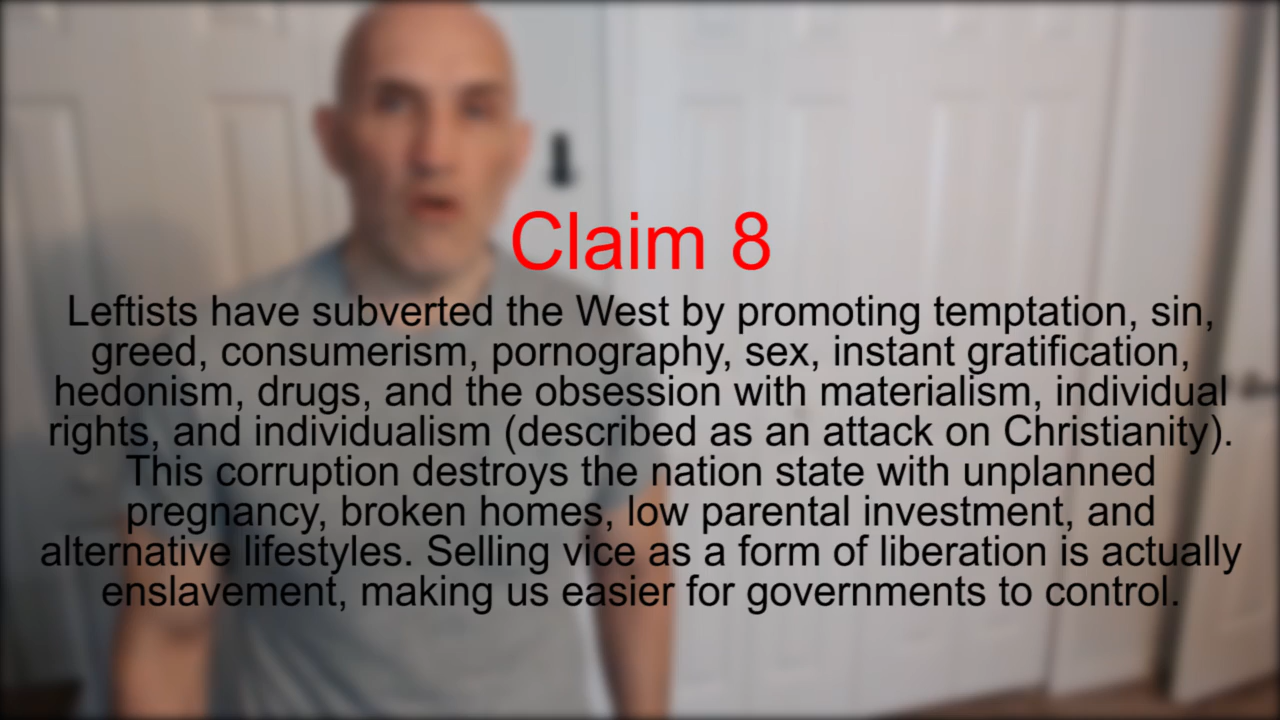 Claim 8
Leftists have subverted the West by promoting temptation, sin,
greed, consumerism, pornography, sex, instant gratification,
hedonism, drugs, and the obsession with materialism, individual
rights, and individualism (described as an attack on Christianity).
This corruption destroys the nation state with unplanned
pregnancy, broken homes, low parental investment, and
alternative lifestyles. Selling vice as a form of liberation is actually
enslavement, making us easier for governments to control.